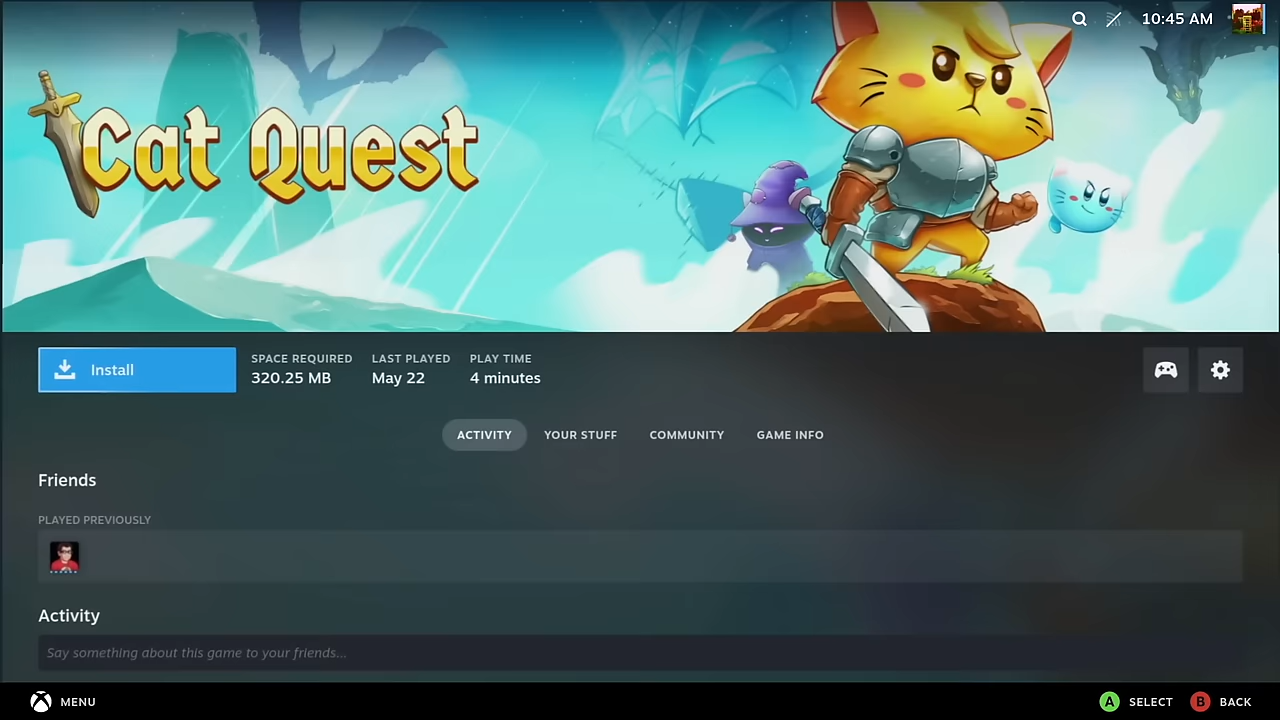 10:45 AM
Cat Quest
Install
SPACE REQUIRED
320.25 MB
LAST PLAYED
May 22
PLAY TIME
4 minutes
ACTIVITY
YOUR STUFF
COMMUNITY
GAME INFO
Friends
PLAYED PREVIOUSLY
Activity
Say something about this game to your friends...
MENU
A SELECT
B BACK